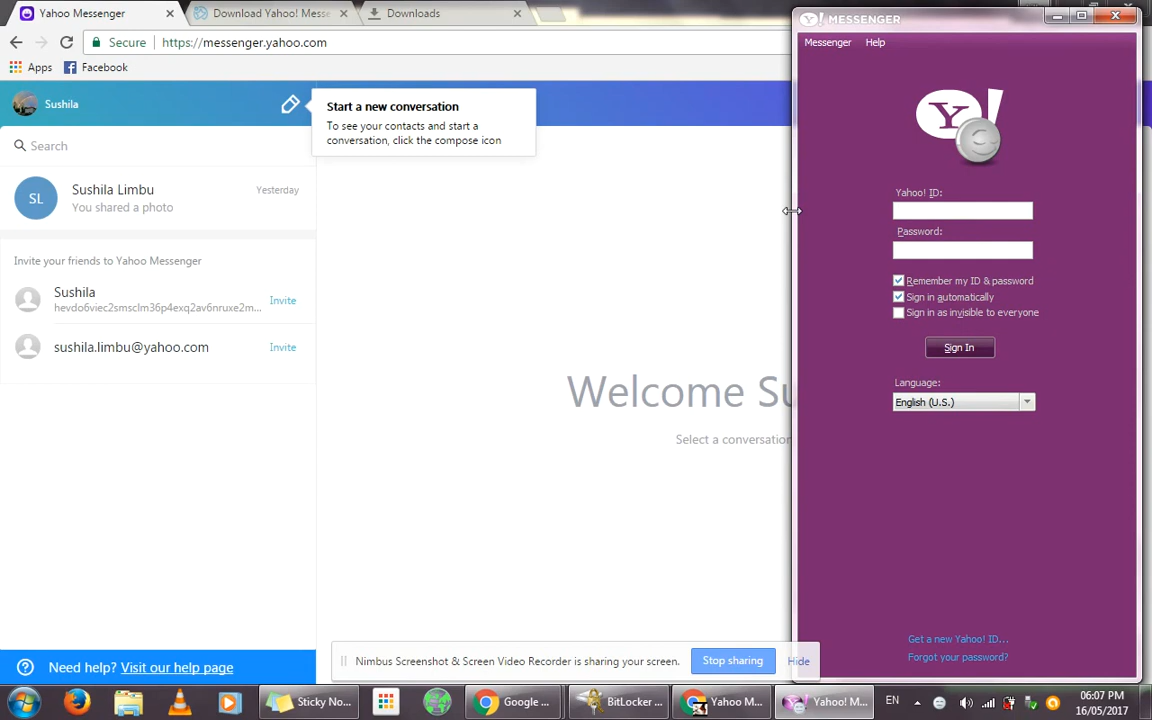 Yahoo Messenger
Download Yahoo! Messe
Downloads
Secure
https://messenger.yahoo.com
Apps
Facebook
Sushila
Start a new conversation
To see your contacts and start a
conversation, click the compose icon
Search
SL
Sushila Limbu
Yesterday
You shared a photo
Invite your friends to Yahoo Messenger
Sushila
hevdo6viec2smsclm36p4exq2av6nruxe2m...
Invite
sushila.limbu@yahoo.com
Invite
Welcome Su
Select a conversation
Need help? Visit our help page
Nimbus Screenshot & Screen Video Recorder is sharing your screen.
Stop sharing
Hide
Y! MESSENGER
Messenger
Help
Y!
Yahoo! ID:
Password:
Remember my ID & password
Sign in automatically
Sign in as invisible to everyone
Sign In
Language:
English (U.S.)
Get a new Yahoo! ID...
Forgot your password?
Sticky No...
Google ...
BitLocker ...
Yahoo M...
Yahoo! M...
EN
06:07 PM
16/05/2017